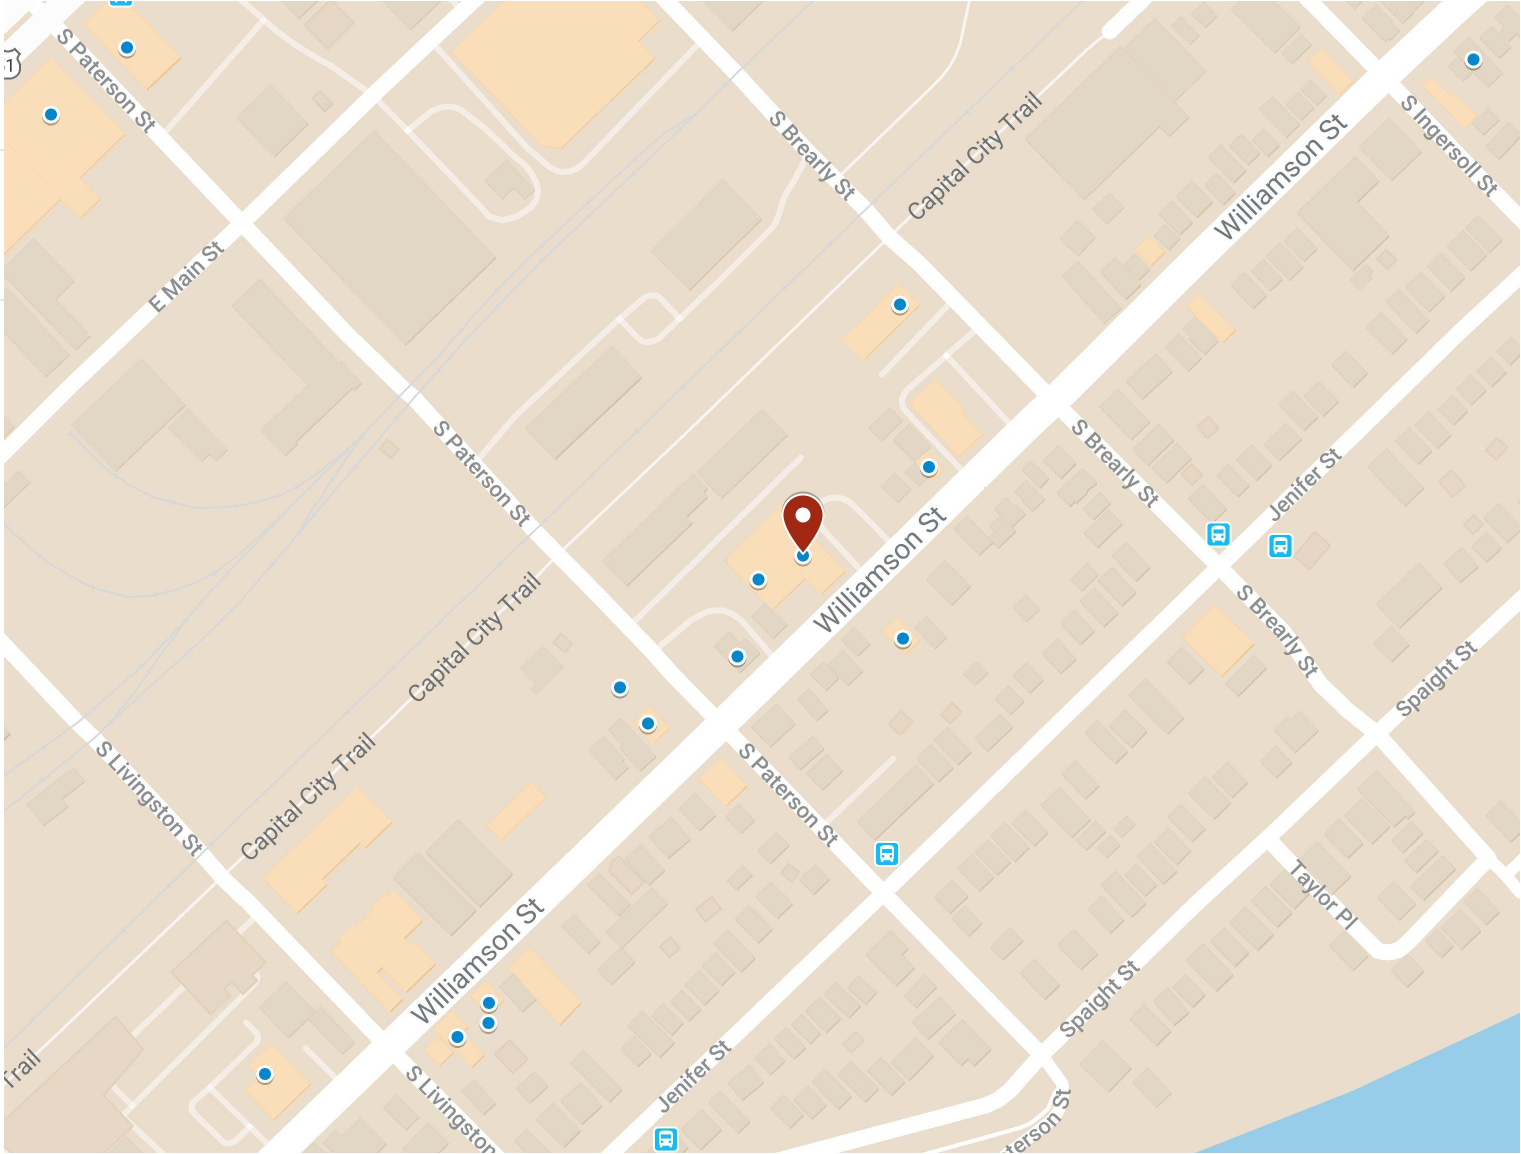 S Paterson St
51
S Brearly St
Capital City Trail
Williamson St
S Ingersoll St
E Main St
S Paterson St
S Brearly St
Jenifer St
Williamson St
Capital City Trail
S Brearly St
Spaight St
S Livingston St
Capital City Trail
S Paterson St
Taylor Pl
Williamson St
Spaight St
Trail
Jenifer St
S Livingston
terson St